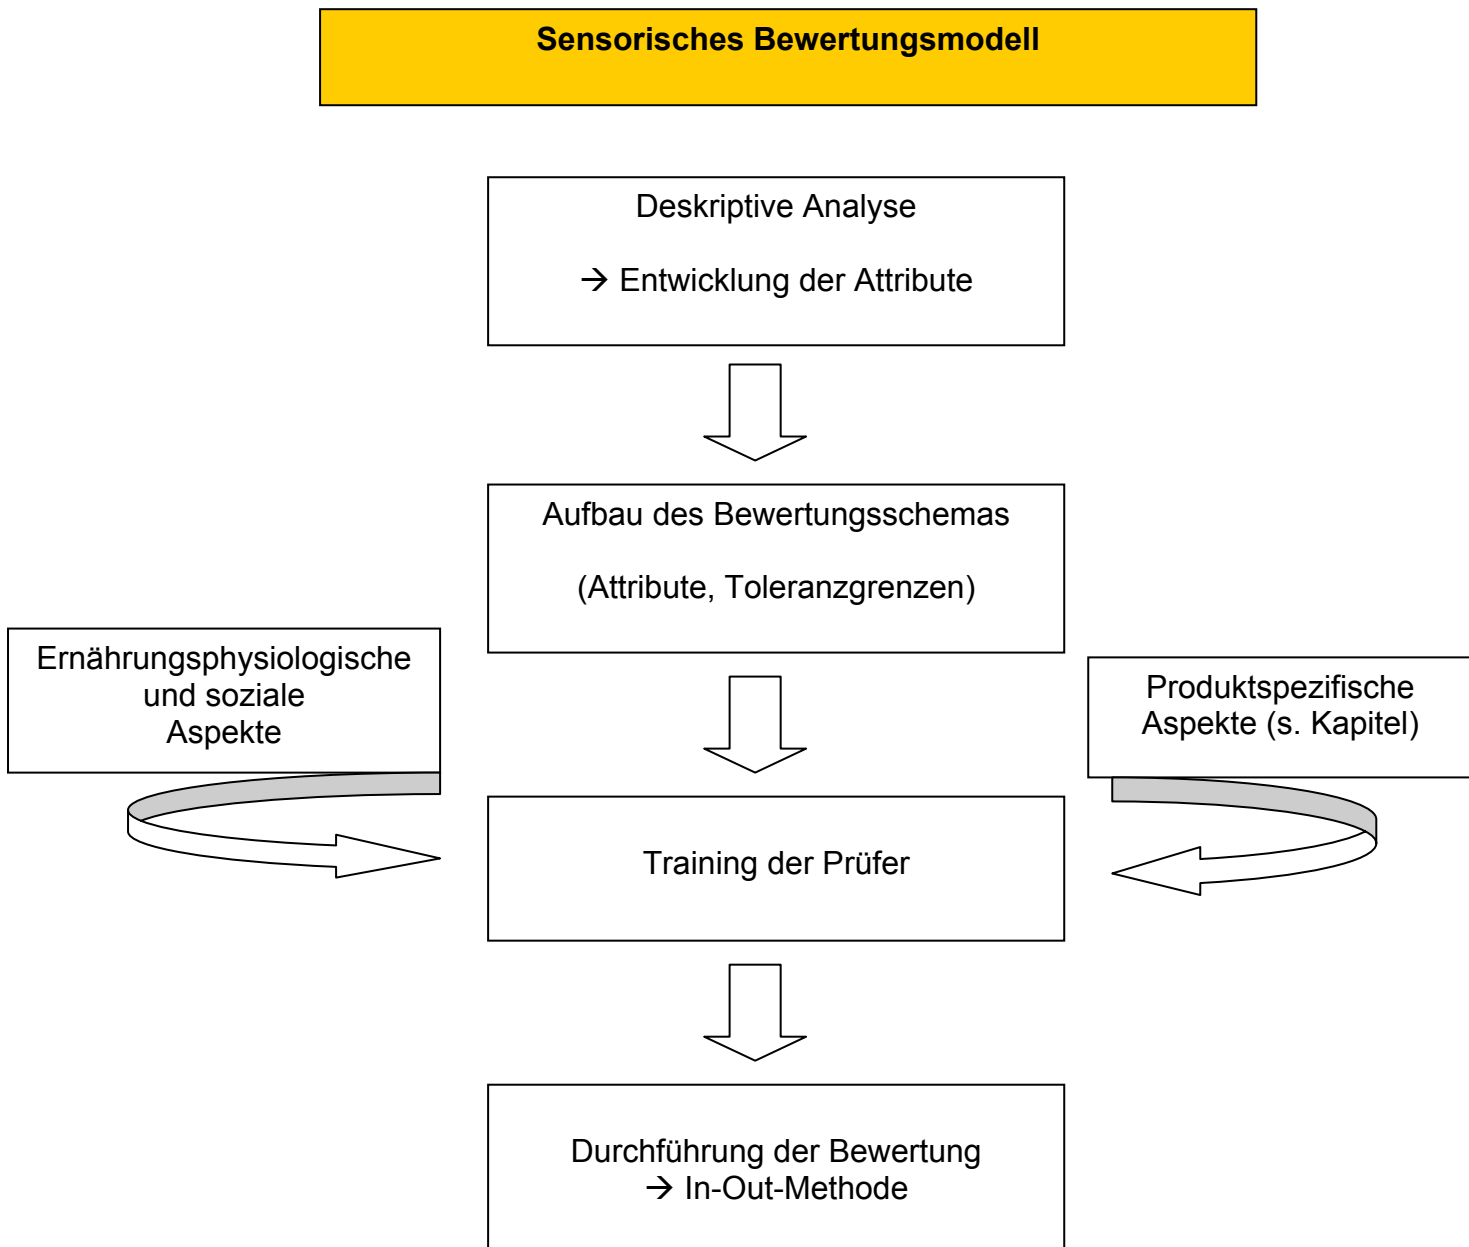 Sensorisches Bewertungsmodell
Deskriptive Analyse
→ Entwicklung der Attribute
Aufbau des Bewertungsschemas
(Attribute, Toleranzgrenzen)
Ernährungsphysiologische
und soziale
Aspekte
Produktspezifische
Aspekte (s. Kapitel)
Training der Prüfer
Durchführung der Bewertung
→ In-Out-Methode